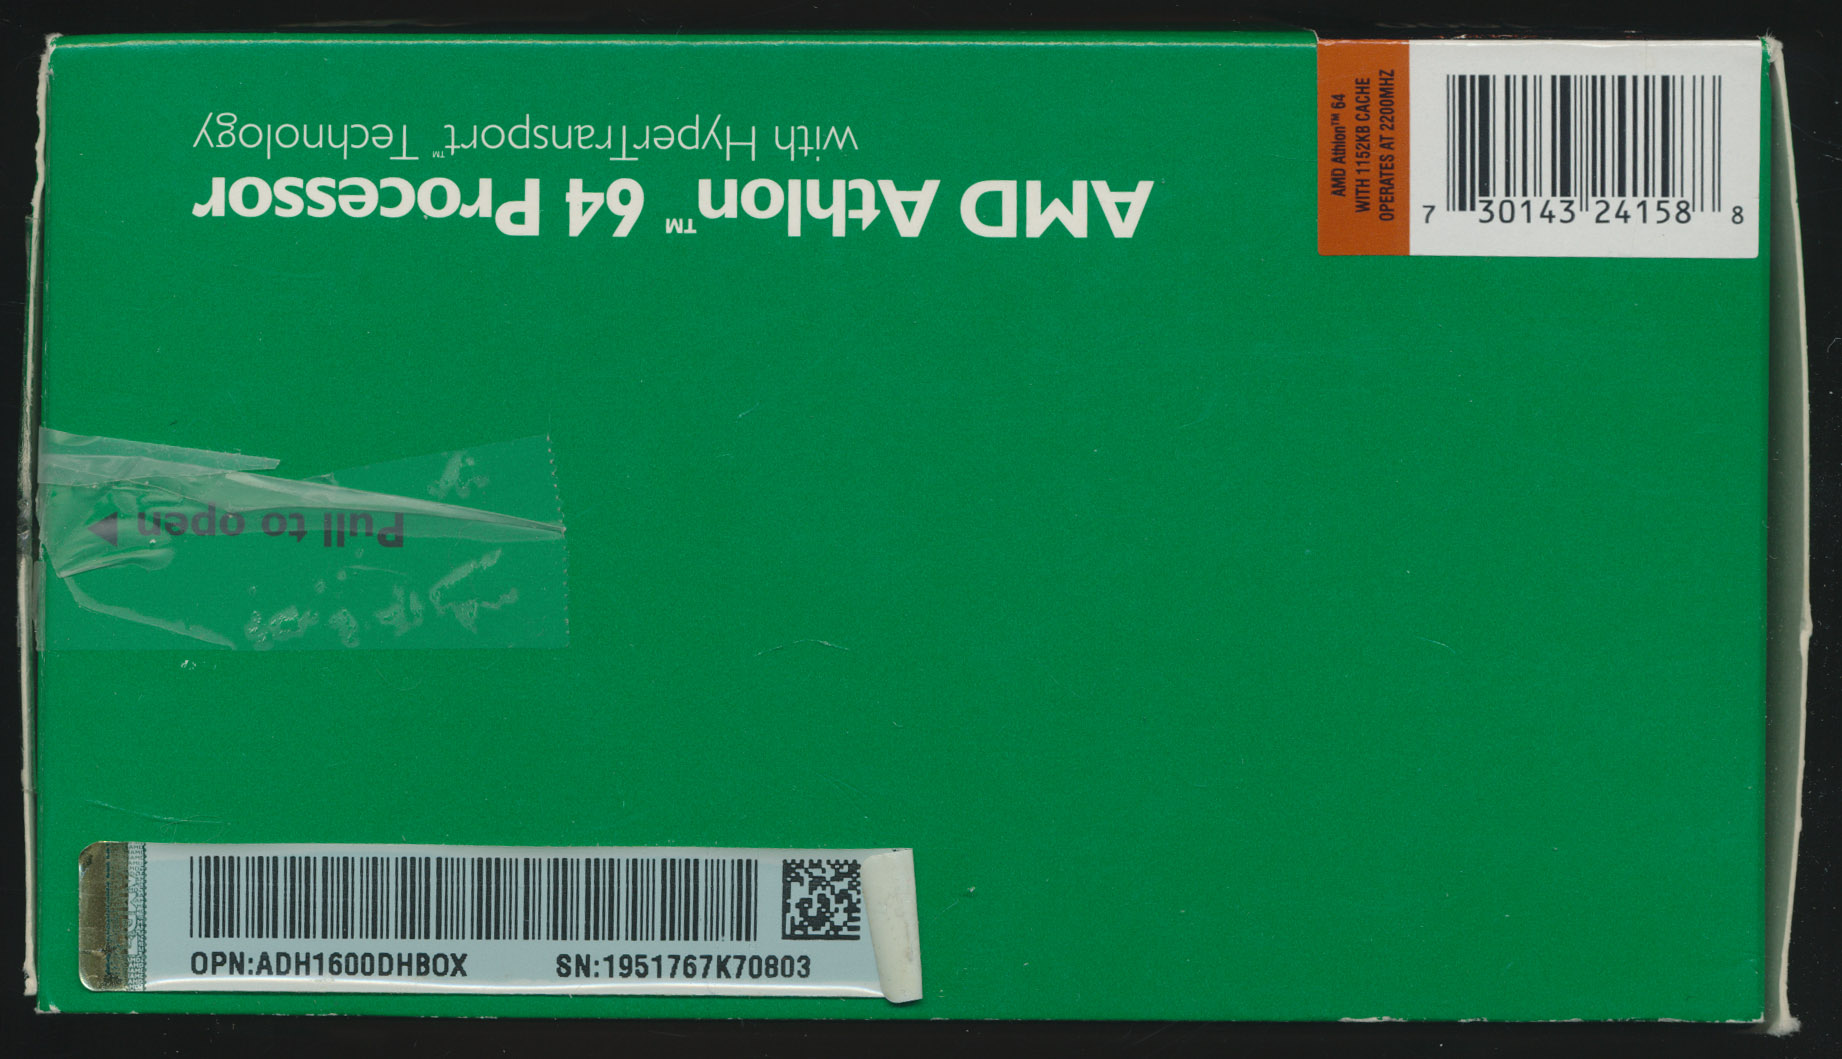 AMD Athlon™ 64 Processor
with HyperTransport™ Technology
AMD Athlon™ 64
WITH 1152KB CACHE
OPERATES AT 2200MHZ
7 30143 24158 8
Pull to open
OPN:ADH1600DHBOX SN:1951767K70803